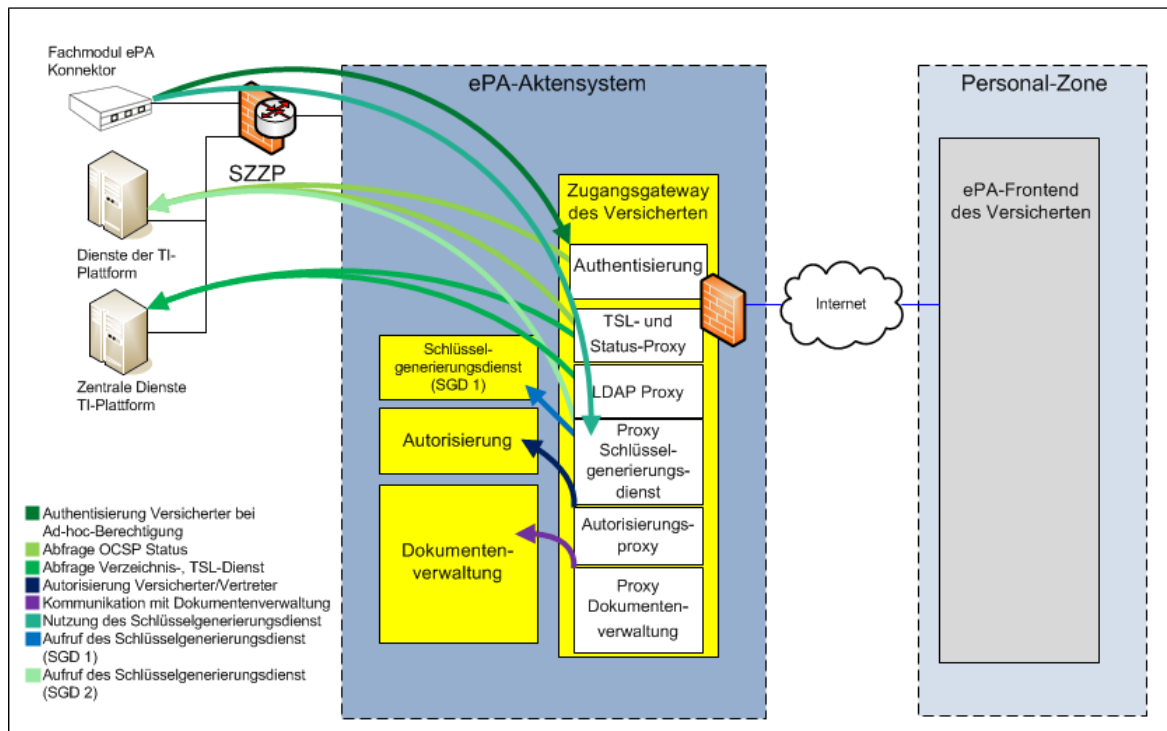 Fachmodul ePA
Konnektor
SZZP
Dienste der TI-
Plattform
Zentrale Dienste
TI-Plattform
ePA-Aktensystem
Zugangsgateway
des Versicherten
Authentisierung
TSL- und
Status-Proxy
LDAP Proxy
Proxy
Schlüssel-
generierungs-
dienst
Autorisierungs-
proxy
Proxy
Dokumenten-
verwaltung
Schlüssel-
generierungsdienst
(SGD 1)
Autorisierung
Dokumenten-
verwaltung
Internet
Personal-Zone
ePA-Frontend
des Versicherten
Authentisierung Versicherter bei
Ad-hoc-Berechtigung
Abfrage OCSP Status
Abfrage Verzeichnis-, TSL-Dienst
Autorisierung Versicherter/Vertreter
Kommunikation mit Dokumentenverwaltung
Nutzung des Schlüsselgenerierungsdienst
Aufruf des Schlüsselgenerierungsdienst
(SGD 1)
Aufruf des Schlüsselgenerierungsdienst
(SGD 2)